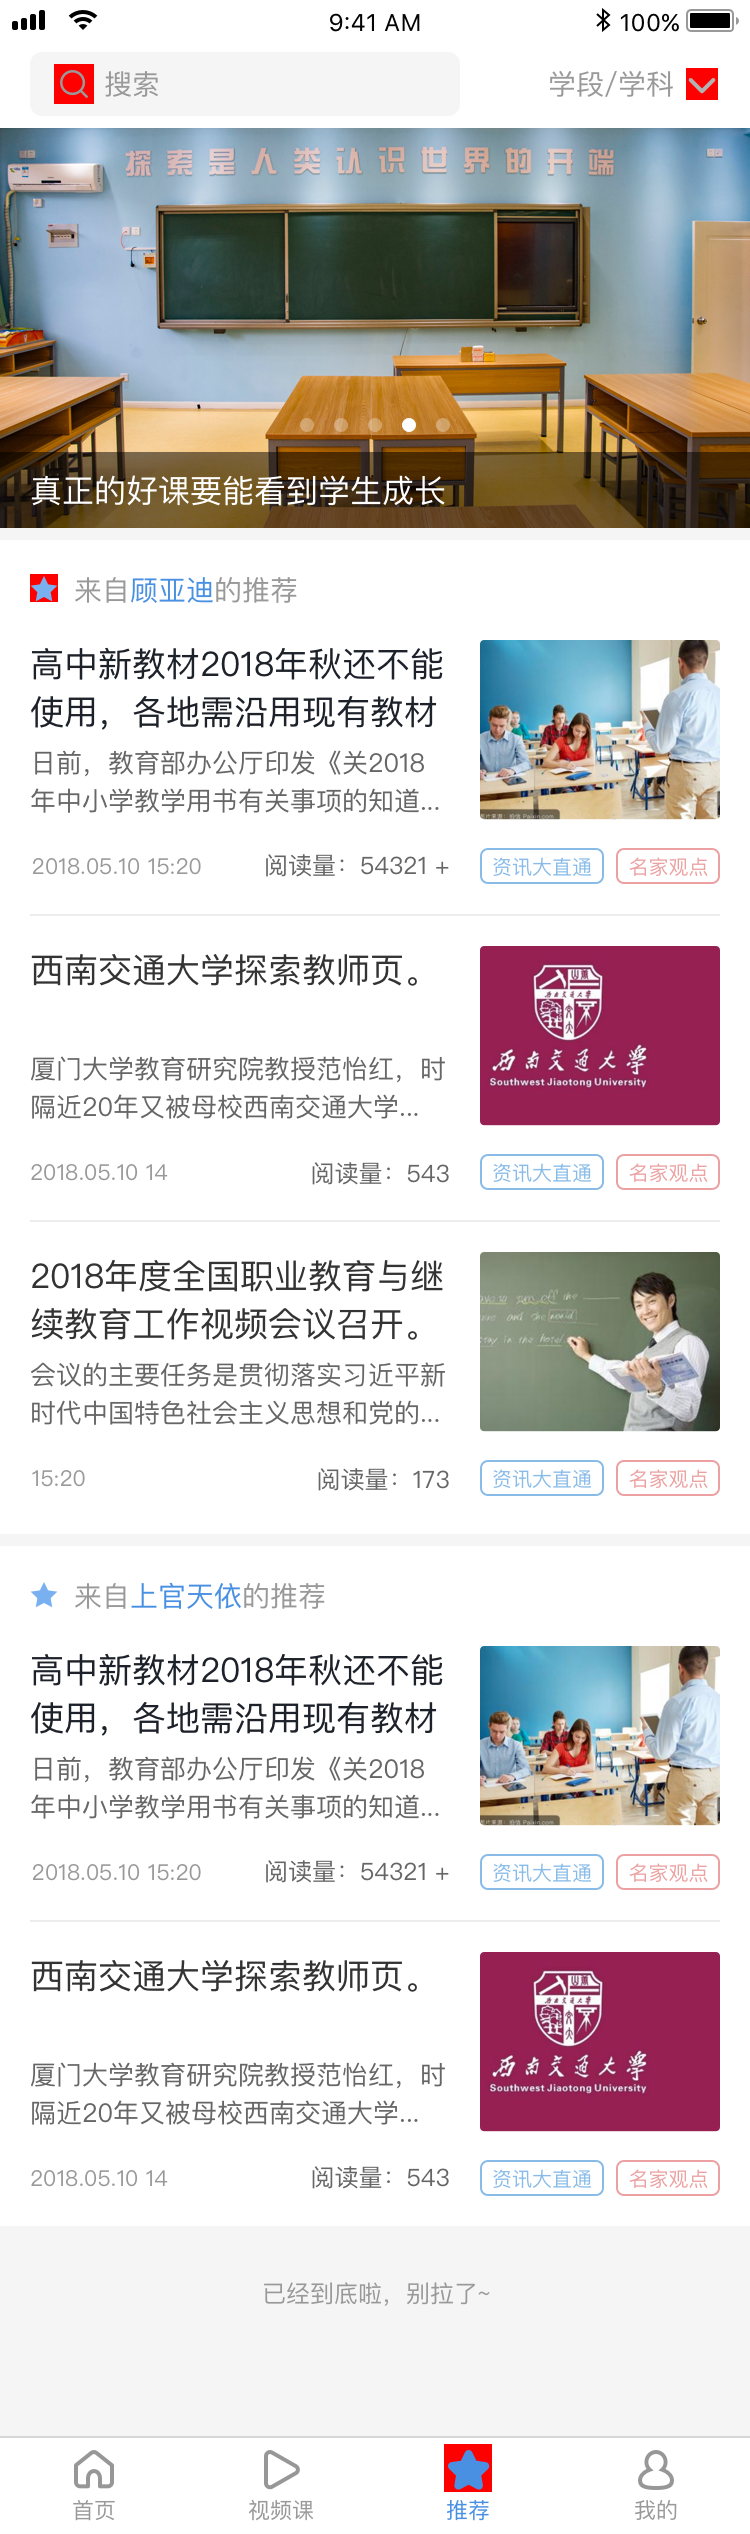 9:41 AM
100%
搜索
学段/学科
探索是人类认识世界的开端
真正的好课要能看到学生成长
来自顾亚迪的推荐
高中新教材2018年秋还不能
使用，各地需沿用现有教材
日前，教育部办公厅印发《关2018
年中小学教学用书有关事项的知道...
2018.05.10 15:20
阅读量：54321 +
资讯大直通
名家观点
西南交通大学探索教师页。
厦门大学教育研究院教授范怡红，时
隔近20年又被母校西南交通大学...
西南交通大学
西南交通大学
Southwest Jiaotong University
2018.05.10 14
阅读量：543
资讯大直通
名家观点
2018年度全国职业教育与继
续教育工作视频会议召开。
会议的主要任务是贯彻落实习近平新
时代中国特色社会主义思想和党的...
15:20
阅读量：173
资讯大直通
名家观点
来自上官天依的推荐
高中新教材2018年秋还不能
使用，各地需沿用现有教材
日前，教育部办公厅印发《关2018
年中小学教学用书有关事项的知道...
2018.05.10 15:20
阅读量：54321 +
资讯大直通
名家观点
西南交通大学探索教师页。
厦门大学教育研究院教授范怡红，时
隔近20年又被母校西南交通大学...
西南交通大学
西南交通大学
Southwest Jiaotong University
2018.05.10 14
阅读量：543
资讯大直通
名家观点
已经到底啦，别拉了~
首页
视频课
推荐
我的